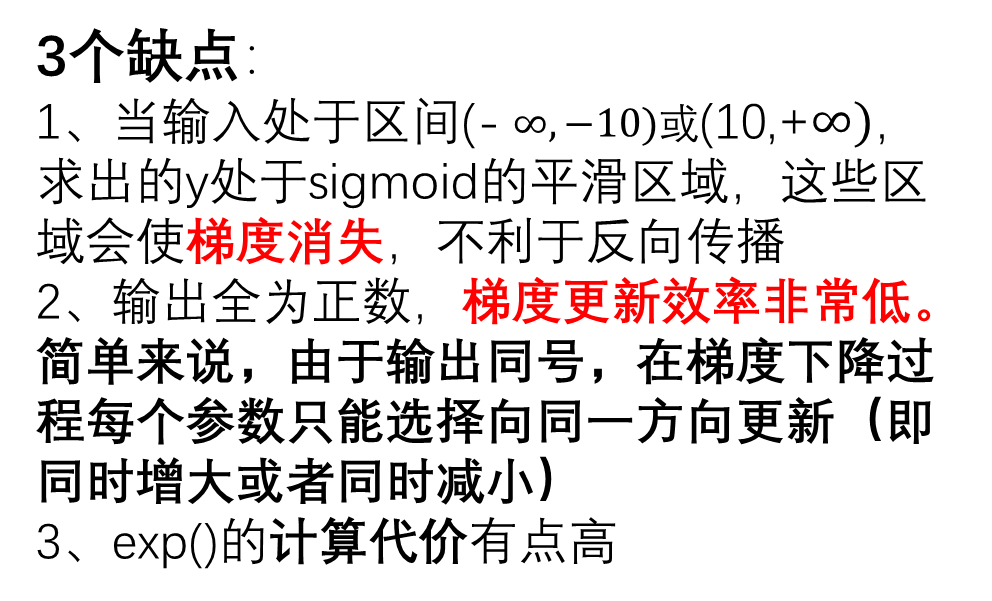 3个缺点：
1、当输入处于区间(- ∞,−10)或(10,+∞)，
求出的y处于sigmoid的平滑区域，这些区
域会使梯度消失，不利于反向传播
2、输出全为正数，梯度更新效率非常低。
简单来说，由于输出同号，在梯度下降过
程每个参数只能选择向同一方向更新（即
同时增大或者同时减小）
3、exp()的计算代价有点高